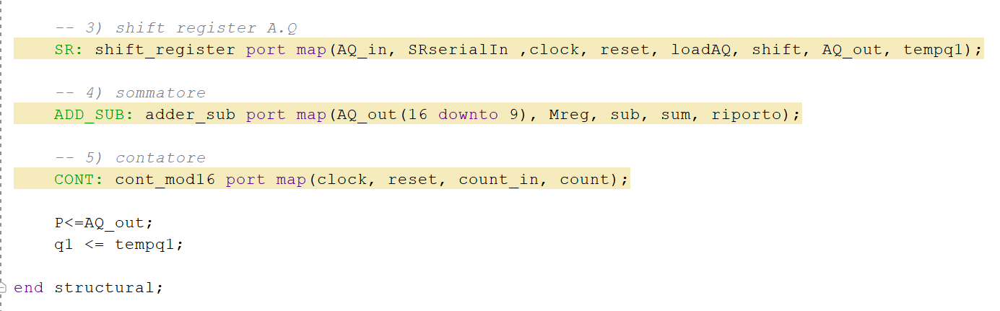 -- 3) shift register A.Q
SR: shift_register port map(AQ_in, SRserialIn ,clock, reset, loadAQ, shift, AQ_out, tempq1);
-- 4) sommatore
ADD_SUB: adder_sub port map(AQ_out(16 downto 9), Mreg, sub, sum, riporto);
-- 5) contatore
CONT: cont_mod16 port map(clock, reset, count_in, count);
P<=AQ_out;
q1 <= tempq1;
end structural;